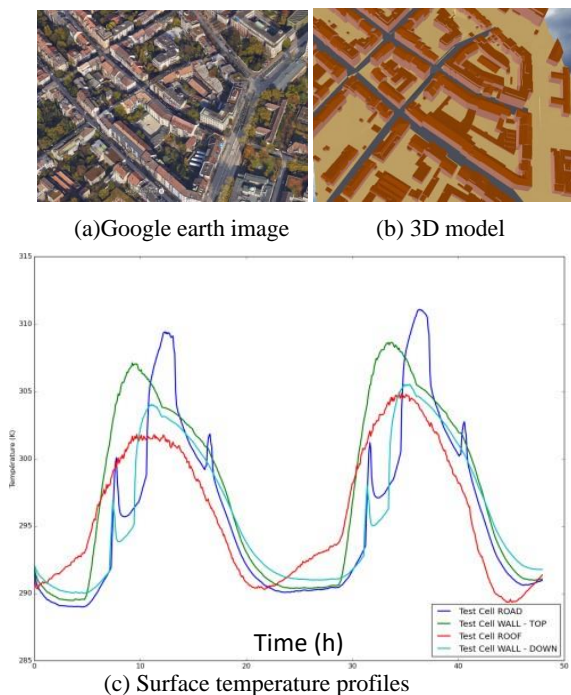 (a)Google earth image
(b) 3D model
315
310
305
300
295
290
285
Température (K)
0
10
20
30
40
50
Time (h)
Test Cell ROAD
Test Cell WALL - TOP
Test Cell ROOF
Test Cell WALL - DOWN
(c) Surface temperature profiles